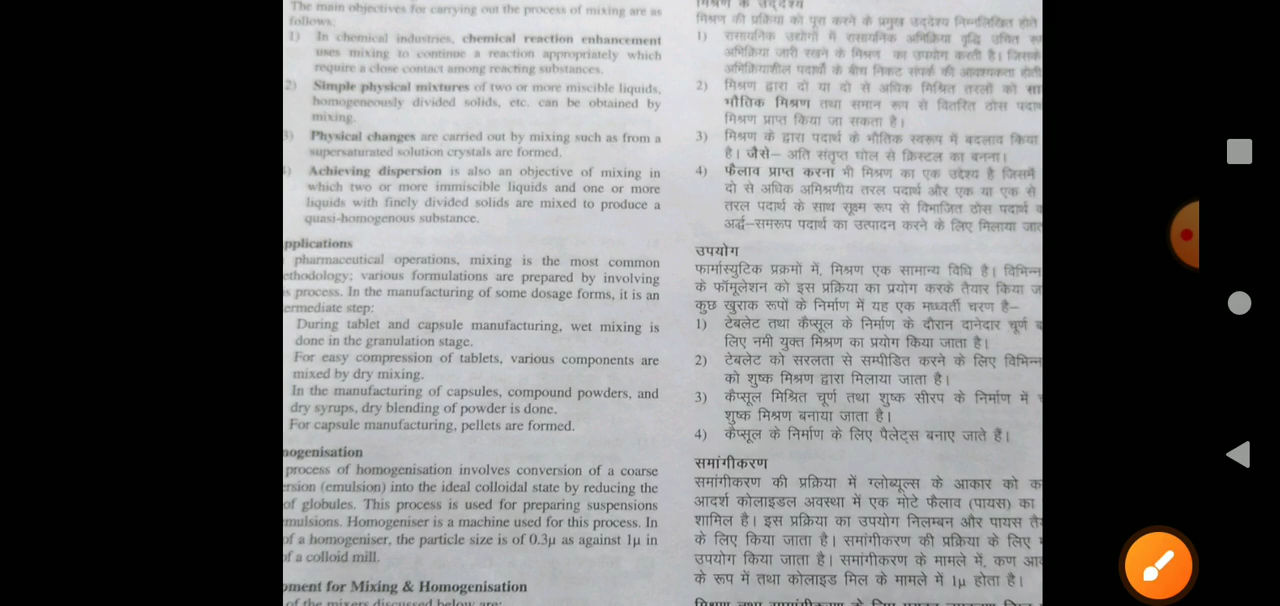 The main objectives for carrying out the process of mixing are as
follows:
1) In chemical industries, chemical reaction enhancement
uses mixing to continue a reaction appropriately which
require a close contact among reacting substances.
2) Simple physical mixtures of two or more miscible liquids,
homogeneously divided solids, etc. can be obtained by
mixing.
3) Physical changes are carried out by mixing such as from a
supersaturated solution crystals are formed.
) Achieving dispersion is also an objective of mixing in
which two or more immiscible liquids and one or more
liquids with finely divided solids are mixed to produce a
quasi-homogenous substance.
pplications
pharmaceutical operations, mixing is the most common
ethodology; various formulations are prepared by involving
s process. In the manufacturing of some dosage forms, it is an
ermediate step:
During tablet and capsule manufacturing, wet mixing is
done in the granulation stage.
For easy compression of tablets, various components are
mixed by dry mixing.
In the manufacturing of capsules, compound powders, and
dry syrups, dry blending of powder is done.
For capsule manufacturing, pellets are formed.
nogenisation
process of homogenisation involves conversion of a coarse
ersion (emulsion) into the ideal colloidal state by reducing the
of globules. This process is used for preparing suspensions
emulsions. Homogeniser is a machine used for this process. In
of a homogeniser, the particle size is of 0.3µ as against 1µ in
of a colloid mill.
pment for Mixing & Homogenisation
of the mixers discussed below are:
मिश्रण के उद्देश्य
मिश्रण की प्रक्रिया को पूरा करने के प्रमुख उद्देश्य निम्नलिखित होते
1) रासायनिक उद्योगों में रासायनिक अभिक्रिया वृद्धि उचित
अभिक्रिया जारी रखने के मिश्रण का उपयोग करती है। जिसके
अभिक्रियाशील पदार्थों के बीच निकट संपर्क की आवश्यकता होती
2) मिश्रण द्वारा दो या दो से अधिक मिश्रित तरलों को सा
भौतिक मिश्रण तथा समान रूप से वितरित ठोस पदा
मिश्रण प्राप्त किया जा सकता है।
3) मिश्रण के द्वारा पदार्थ के भौतिक स्वरूप में बदलाव किया
है। जैसे– अति संतृप्त घोल से क्रिस्टल का बनना।
4) फैलाव प्राप्त करना भी मिश्रण का एक उद्देश्य है जिसमें
दो से अधिक अमिश्रणीय तरल पदार्थ और एक या एक से
तरल पदार्थ के साथ सूक्ष्म रूप से विभाजित ठोस पदार्थ
अर्द्ध–समरूप पदार्थ का उत्पादन करने के लिए मिलाया जात
उपयोग
फार्मास्युटिक प्रक्रमों में, मिश्रण एक सामान्य विधि है। विभिन्न
के फॉमूलेशन को इस प्रक्रिया का प्रयोग करके तैयार किया ज
कुछ खुराक रूपों के निर्माण में यह एक मध्यवर्ती चरण है–
1) टेबलेट तथा कैप्सूल के निर्माण के दौरान दानेदार चूर्ण
लिए नमी युक्त मिश्रण का प्रयोग किया जाता है।
2) टेबलेट को सरलता से सम्पीडित करने के लिए विभिन्न
को शुष्क मिश्रण द्वारा मिलाया जाता है।
3) कैप्सूल मिश्रित चूर्ण तथा शुष्क सीरप के निर्माण में
शुष्क मिश्रण बनाया जाता है।
4) कैप्सूल के निर्माण के लिए पैलेट्स बनाए जाते हैं।
समांगीकरण
समांगीकरण की प्रक्रिया में ग्लोब्यूल्स के आकार को क
आदर्श कोलाइडल अवस्था में एक मोटे फैलाव (पायस) का
शामिल है। इस प्रक्रिया का उपयोग निलम्बन और पायस तै
के लिए किया जाता है। समांगीकरण की प्रक्रिया के लिए
उपयोग किया जाता है। समांगीकरण के मामले में, कण आ
के रूप में तथा कोलाइड मिल के मामले में 1µ होता है।